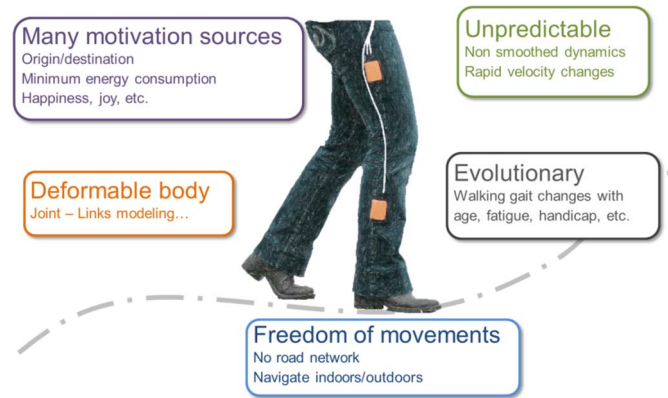 Many motivation sources
Origin/destination
Minimum energy consumption
Happiness, joy, etc.
Unpredictable
Non smoothed dynamics
Rapid velocity changes
Deformable body
Joint – Links modeling…
Evolutionary
Walking gait changes with
age, fatigue, handicap, etc.
Freedom of movements
No road network
Navigate indoors/outdoors